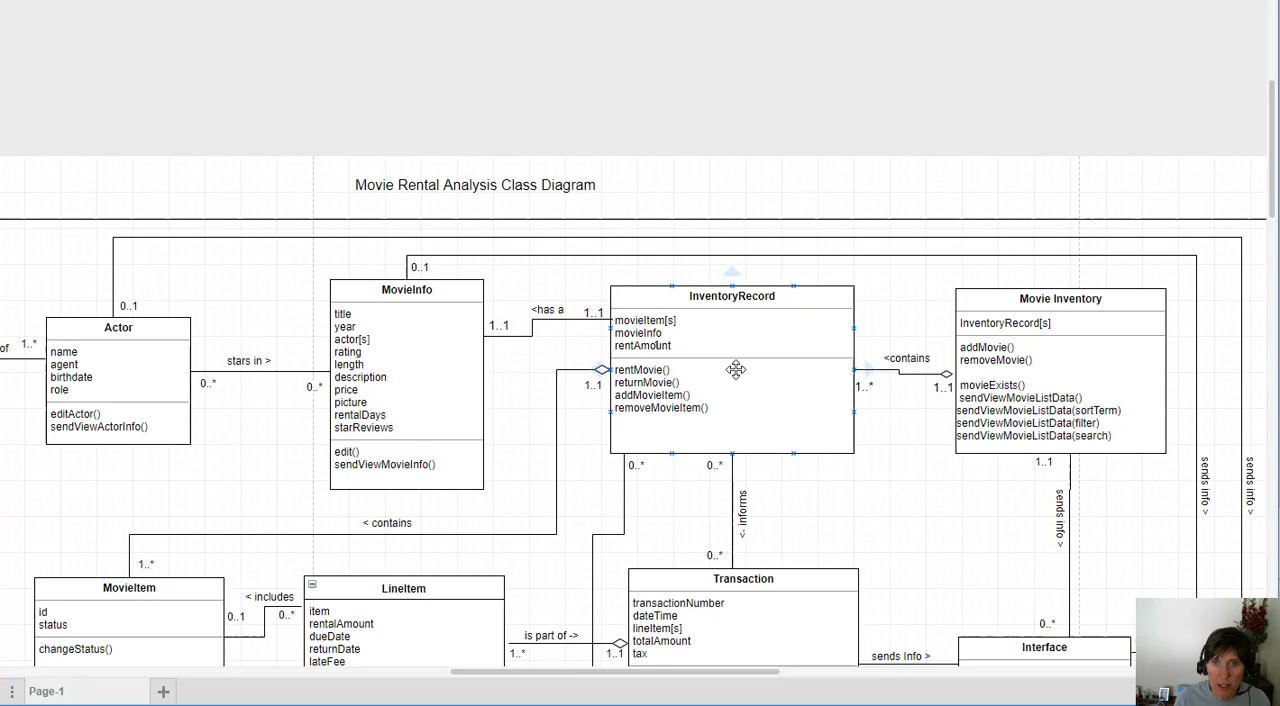 Movie Rental Analysis Class Diagram
0..1
0..1
of
1..*
Actor
name
agent
birthdate
role
editActor()
sendViewActorInfo()
stars in >
0..*
0..*
MovieInfo
title
year
actor[s]
rating
length
description
price
picture
rentalDays
starReviews
edit()
sendViewMovieInfo()
<has a
1..1
1..1
InventoryRecord
movieItem[s]
movieInfo
rentAmount
rentMovie()
returnMovie()
addMovieItem()
removeMovieItem()
1..1
<contains
1..*
1..1
Movie Inventory
InventoryRecord[s]
addMovie()
removeMovie()
movieExists()
sendViewMovieListData()
sendViewMovieListData(sortTerm)
sendViewMovieListData(filter)
sendViewMovieListData(search)
0..*
0..*
1..1
<- informs
sends info >
sends info >
sends info >
< contains
0..*
1..*
MovieItem
id
status
changeStatus()
< includes
0..1
0..*
LineItem
item
rentalAmount
dueDate
returnDate
lateFee
is part of ->
1..*
1..1
Transaction
transactionNumber
dateTime
lineItem[s]
totalAmount
tax
sends Info >
0..*
Interface
Page-1